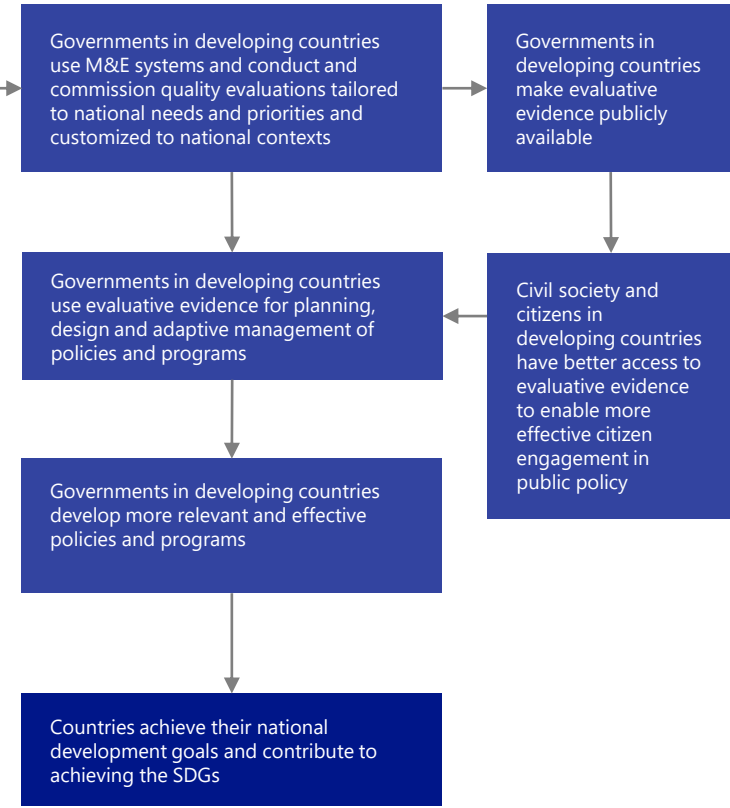 Governments in developing countries
use M&E systems and conduct and
commission quality evaluations tailored
to national needs and priorities and
customized to national contexts
Governments in
developing countries
make evaluative
evidence publicly
available
Governments in developing countries
use evaluative evidence for planning,
design and adaptive management of
policies and programs
Civil society and
citizens in
developing countries
have better access to
evaluative evidence
to enable more
effective citizen
engagement in
public policy
Governments in developing countries
develop more relevant and effective
policies and programs
Countries achieve their national
development goals and contribute to
achieving the SDGs